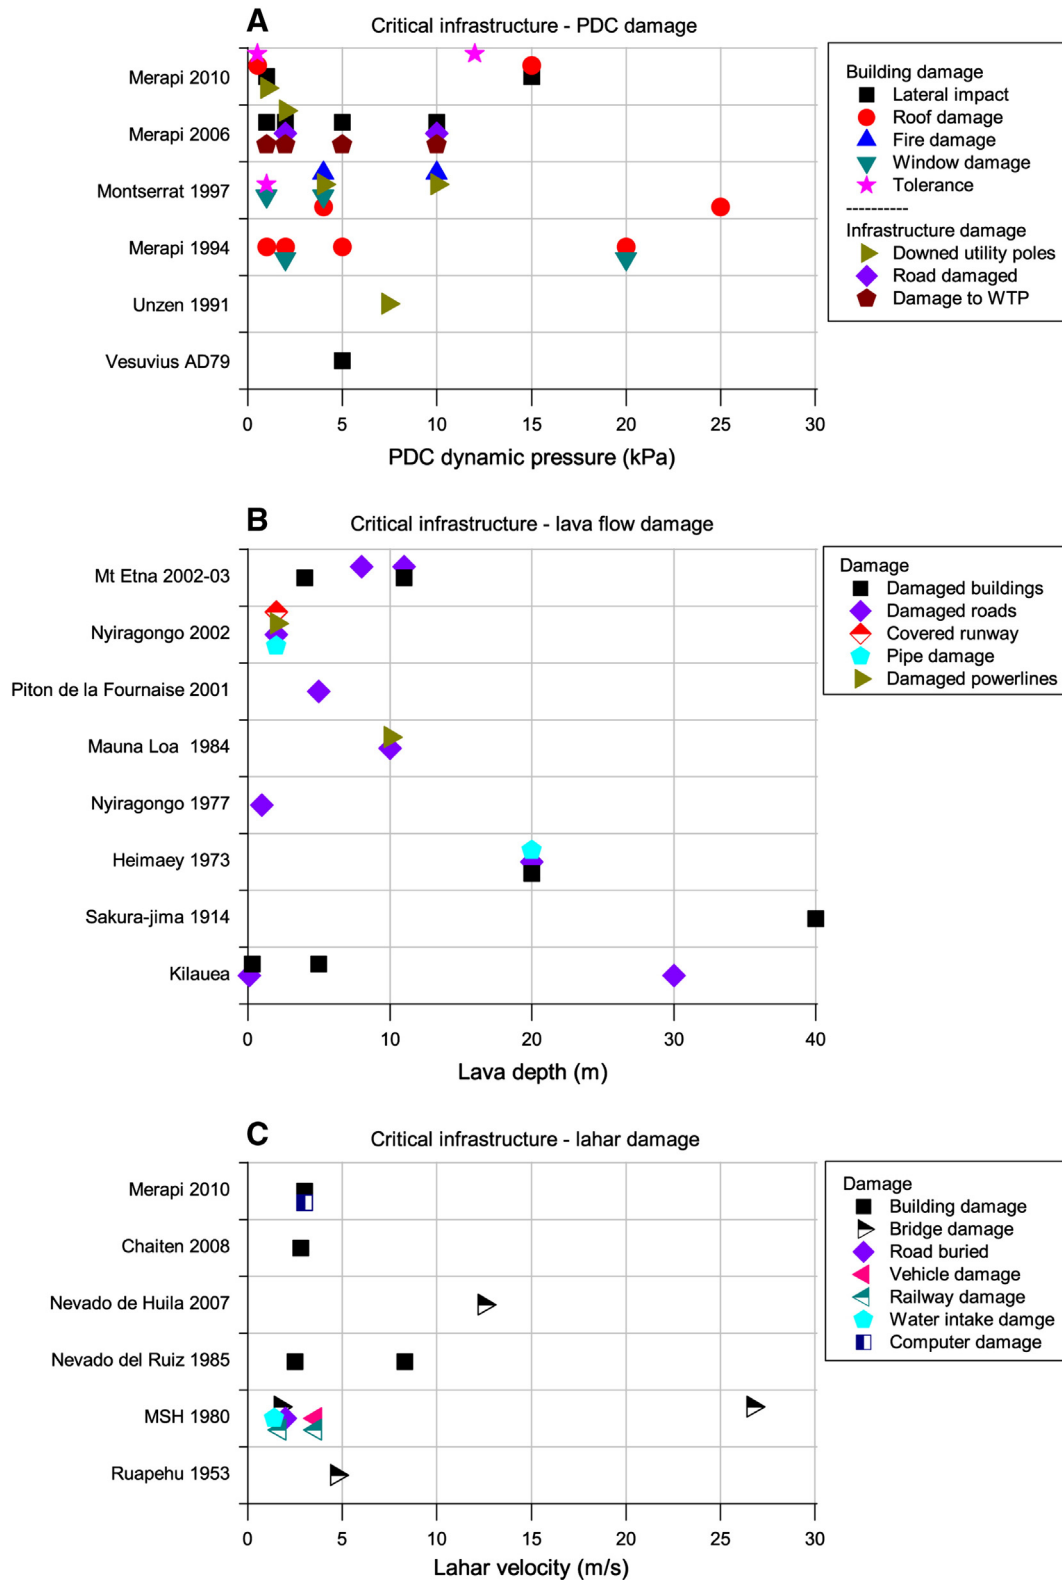 A
Critical infrastructure - PDC damage
Merapi 2010
Merapi 2006
Montserrat 1997
Merapi 1994
Unzen 1991
Vesuvius AD79
0 5 10 15 20 25 30
PDC dynamic pressure (kPa)
Building damage
Lateral impact
Roof damage
Fire damage
Window damage
Tolerance
----------
Infrastructure damage
Downed utility poles
Road damaged
Damage to WTP
B
Critical infrastructure - lava flow damage
Mt Etna 2002-03
Nyiragongo 2002
Piton de la Fournaise 2001
Mauna Loa 1984
Nyiragongo 1977
Heimaey 1973
Sakura-jima 1914
Kilauea
0 10 20 30 40
Lava depth (m)
Damage
Damaged buildings
Damaged roads
Covered runway
Pipe damage
Damaged powerlines
C
Critical infrastructure - lahar damage
Merapi 2010
Chaiten 2008
Nevado de Huila 2007
Nevado del Ruiz 1985
MSH 1980
Ruapehu 1953
0 5 10 15 20 25 30
Lahar velocity (m/s)
Damage
Building damage
Bridge damage
Road buried
Vehicle damage
Railway damage
Water intake damge
Computer damage